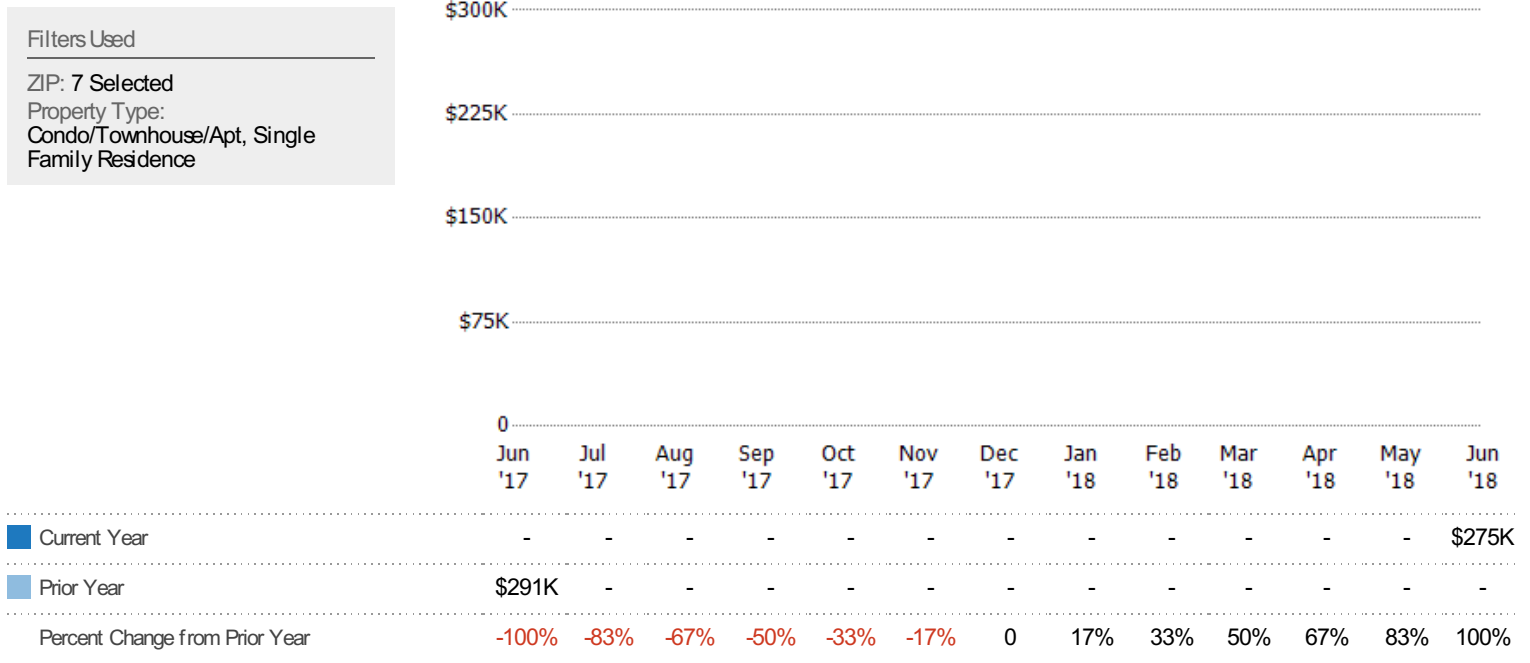 Filters Used
ZIP: 7 Selected
Property Type:
Condo/Townhouse/Apt, Single
Family Residence
$300K
$225K
$150K
$75K
0
Jun Jul Aug Sep Oct Nov Dec Jan Feb Mar Apr May Jun
'17 '17 '17 '17 '17 '17 '17 '18 '18 '18 '18 '18 '18
Current Year - - - - - - - - - - - - $275K
Prior Year $291K - - - - - - - - - - - -
Percent Change from Prior Year -100% -83% -67% -50% -33% -17% 0 17% 33% 50% 67% 83% 100%